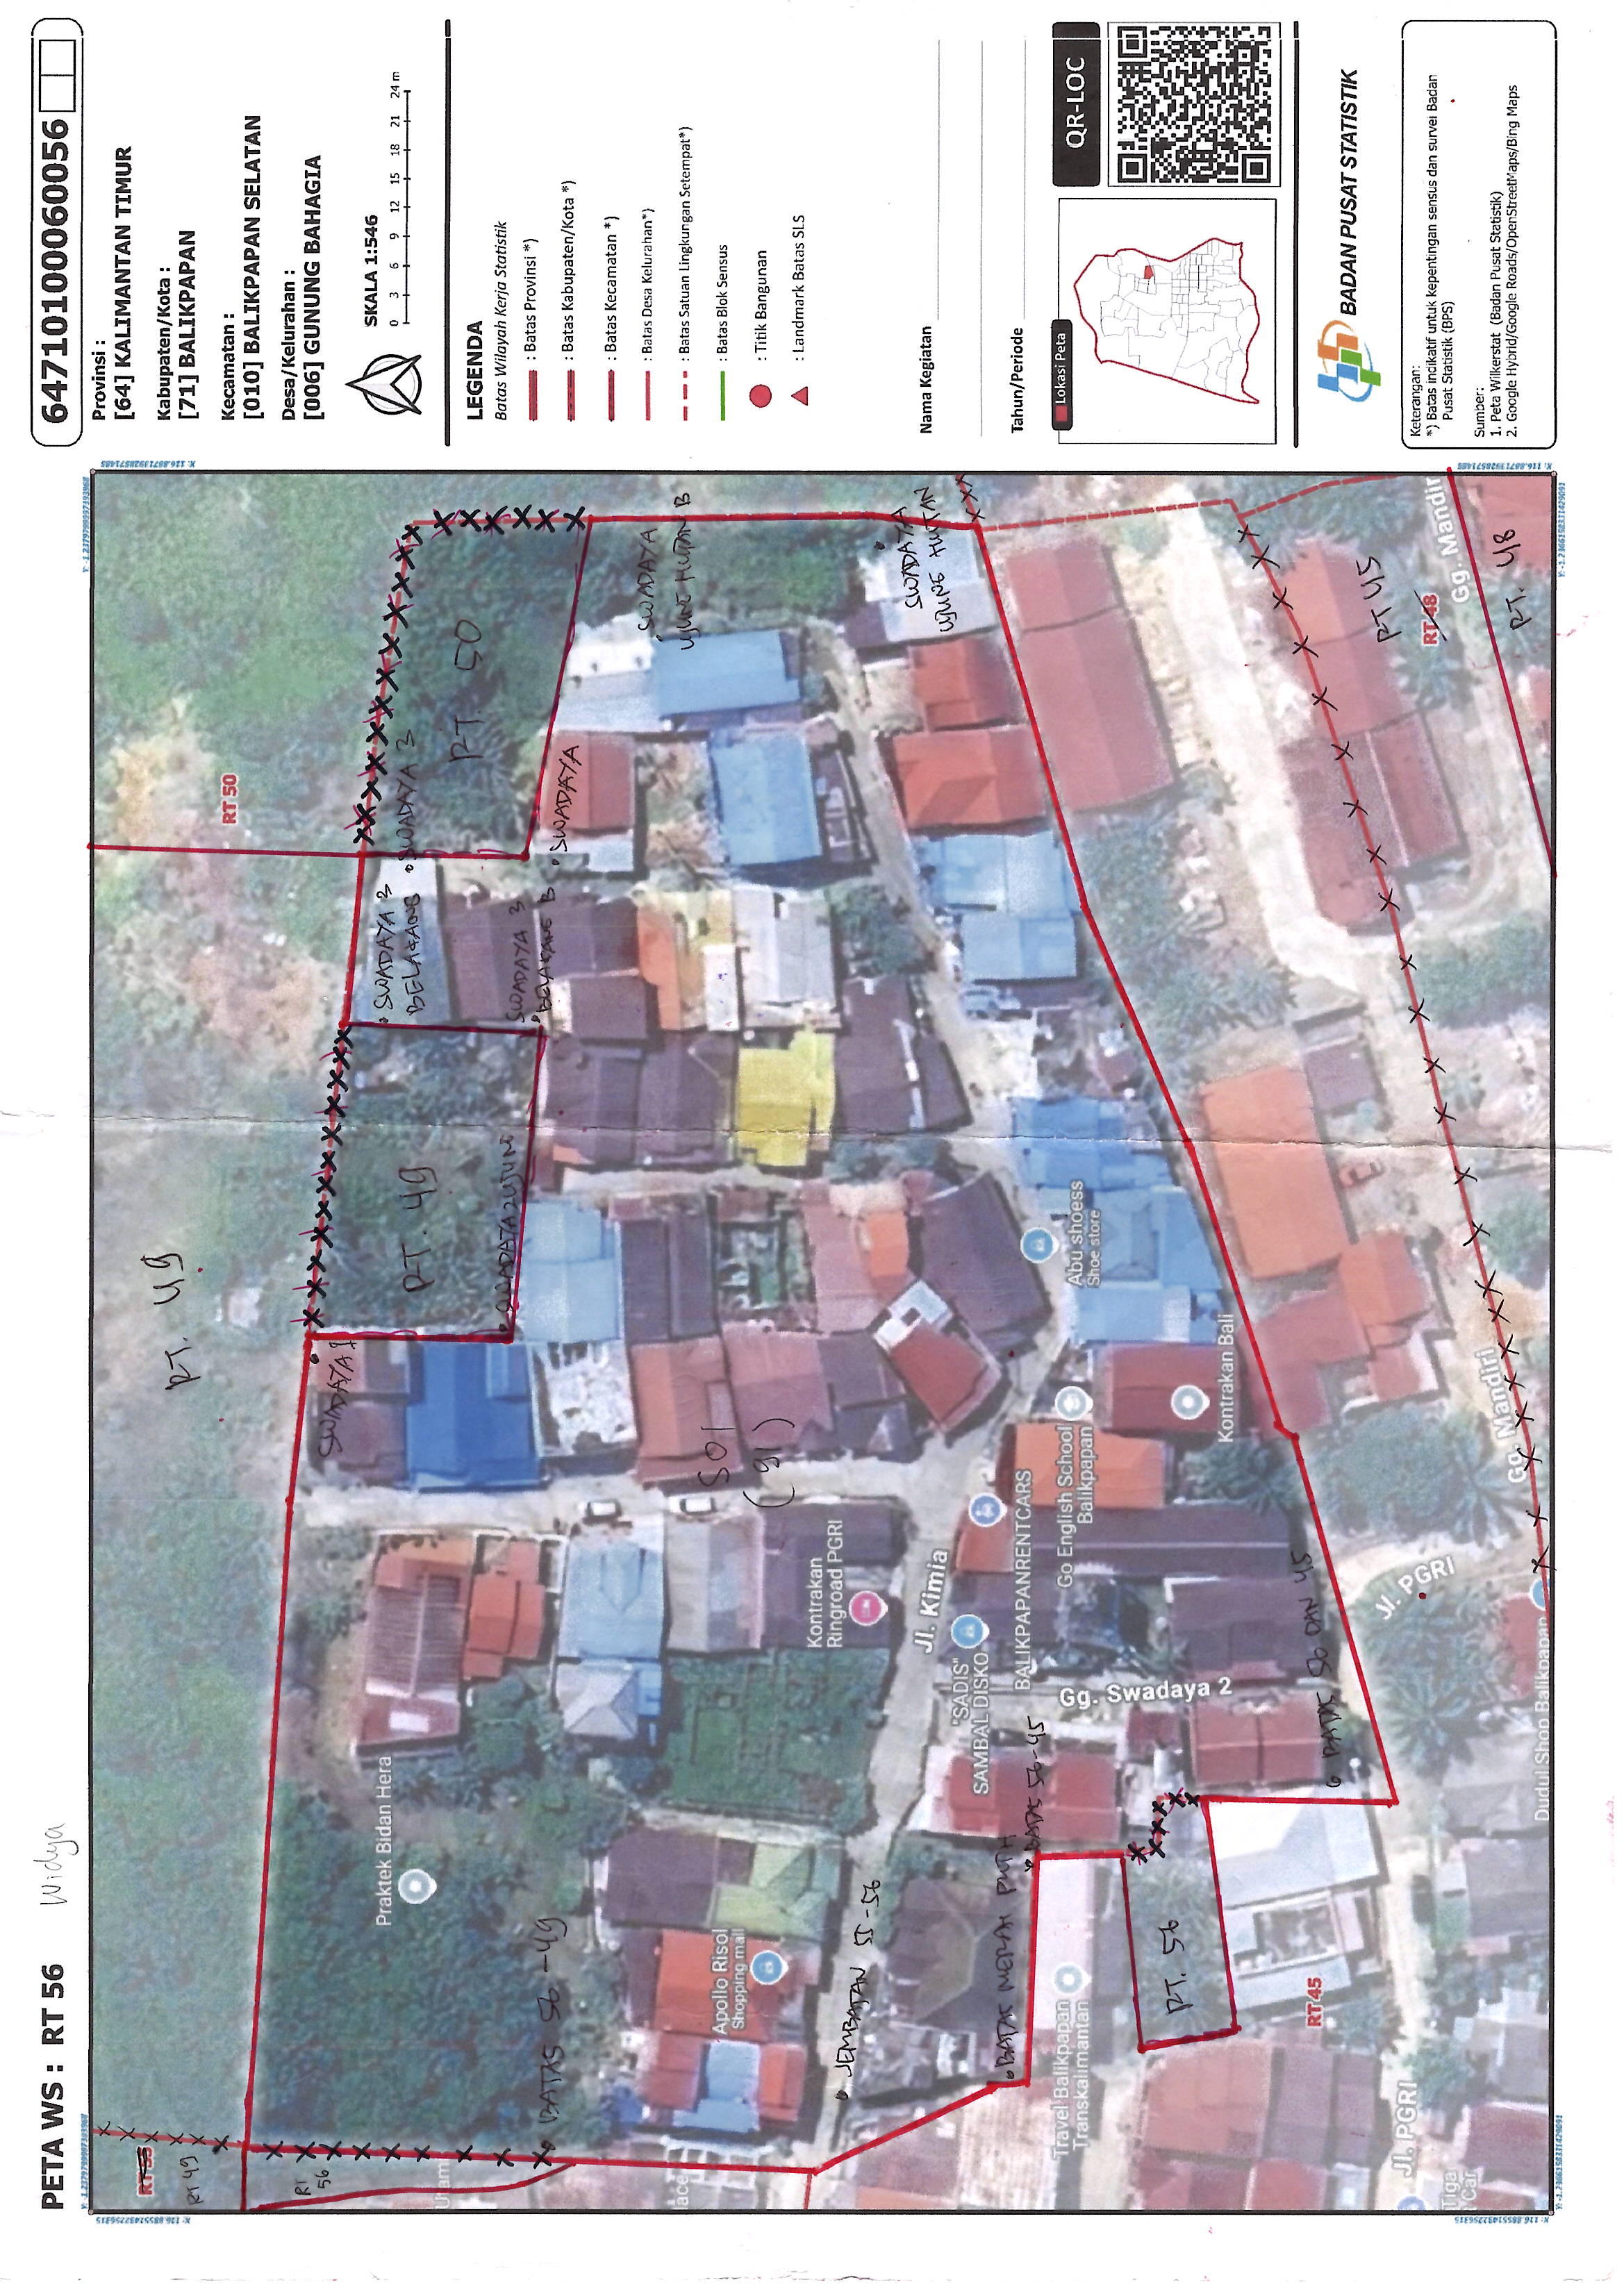 PETA WS : RT 56
Widya
6471010006060056
Provinsi :
[64] KALIMANTAN TIMUR
Kabupaten/Kota :
[71] BALIKPAPAN
Kecamatan :
[010] BALIKPAPAN SELATAN
Desa/Kelurahan :
[006] GUNUNG BAHAGIA
SKALA 1:546
0 3 6 9 12 15 18 21 24 m
LEGENDA
Batas Wilayah Kerja Statistik
: Batas Provinsi *)
: Batas Kabupaten/Kota *)
: Batas Kecamatan *)
: Batas Desa Kelurahan*)
: Batas Satuan Lingkungan Setempat*)
: Batas Blok Sensus
: Titik Bangunan
: Landmark Batas SLS
Nama Kegiatan
Tahun/Periode
Lokasi Peta
QR-LOC
BADAN PUSAT STATISTIK
Keterangan:
*) Batas indikatif untuk kepentingan sensus dan survei Badan
Pusat Statistik (BPS)
Sumber:
1. Peta Wilkerstat (Badan Pusat Statistik)
2. Google Hybrid/Google Roads/OpenStreetMaps/Bing Maps
RT 49
RT
56
RT. 49
RT 50
RT. 50
RT. 49
SWADAYA 3
SWADAYA 3
BELAKANG
SWADAYA 3
BELAKANG B
SWADAYA
SWADAYA
UJUNG HUTAN B
SWADAYA
UJUNG HUTAN
SWADAYA 2 UJUNG
S01
(91)
Praktek Bidan Hera
BATAS 56-49
Apollo Risol
Shopping mall
JEMBATAN 55-56
Kontrakan
Ringroad PGRI
Jl. Kimia
"SADIS"
SAMBAL DISKO
BALIKPAPANRENTCARS
Go English School
Balikpapan
Gg. Swadaya 2
Abu shoess
Shoe store
Kontrakan Bali
BATAS 56-45
BATAS 56 DAN 45
Travel Balikpapan
Transkalimantan
RT. 56
RT 45
Jl. PGRI
Jl. PGRI
Gg. Mandiri
Gg. Mandir
Dudul Shop Balikpapan
RT 45
RT 48
RT. 48
Tiga
Car